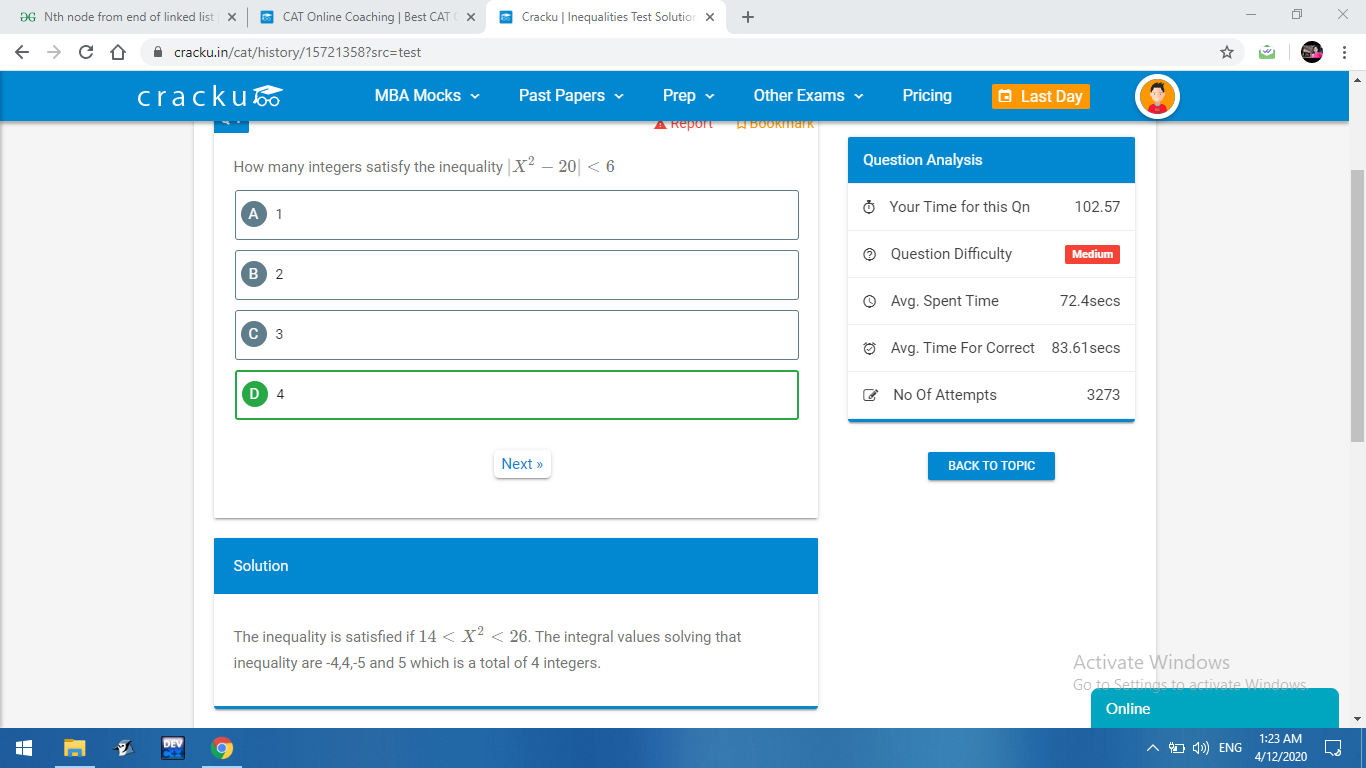 Nth node from end of linked list
CAT Online Coaching | Best CAT C
Cracku | Inequalities Test Solution
cracku.in/cat/history/15721358?src=test
cracku
MBA Mocks
Past Papers
Prep
Other Exams
Pricing
Last Day
Report
Bookmark
How many integers satisfy the inequality |X² − 20| < 6
A 1
B 2
C 3
D 4
Next »
Question Analysis
Your Time for this Qn 102.57
Question Difficulty Medium
Avg. Spent Time 72.4secs
Avg. Time For Correct 83.61secs
No Of Attempts 3273
BACK TO TOPIC
Solution
The inequality is satisfied if 14 < X² < 26. The integral values solving that
inequality are -4,4,-5 and 5 which is a total of 4 integers.
Activate Windows
Go to Settings to activate Windows.
Online
DEV
ENG
1:23 AM
4/12/2020